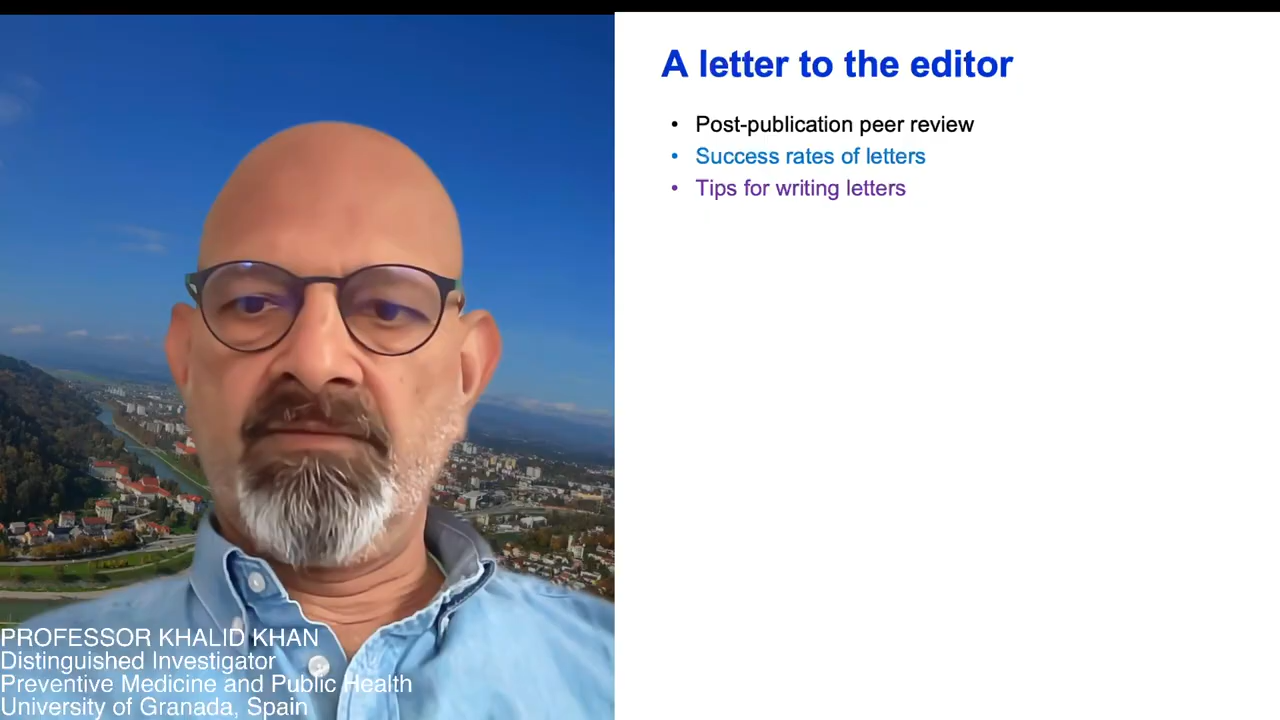 A letter to the editor
• Post-publication peer review
• Success rates of letters
• Tips for writing letters
PROFESSOR KHALID KHAN
Distinguished Investigator
Preventive Medicine and Public Health
University of Granada, Spain